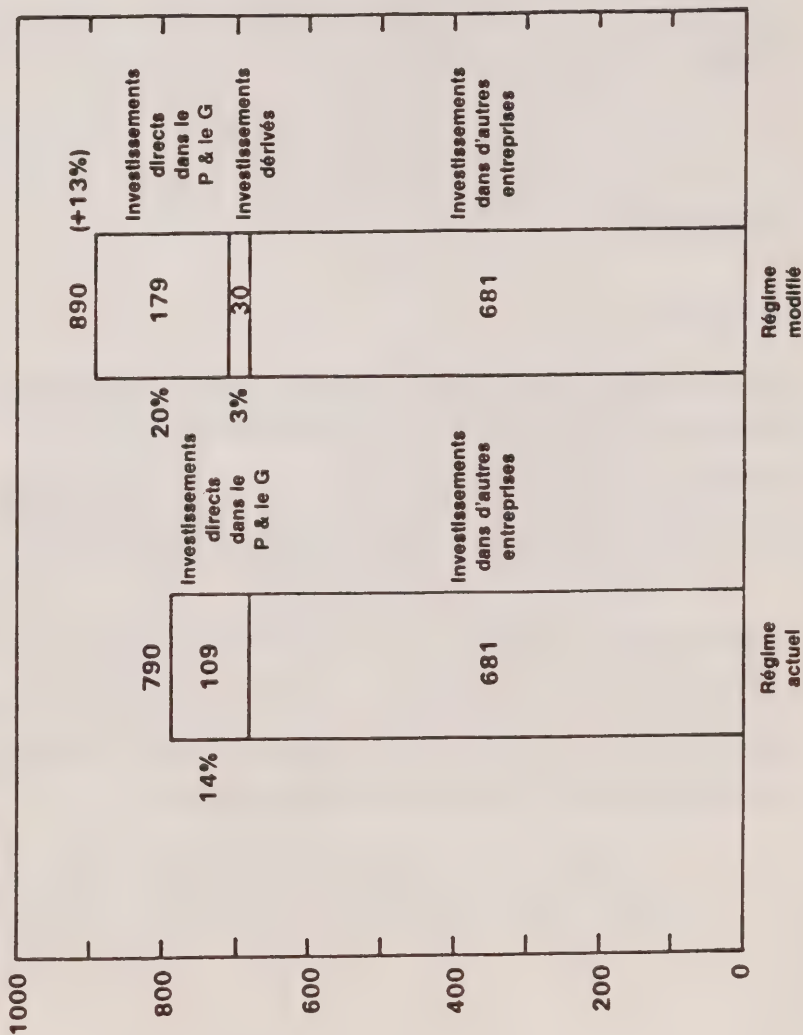 1000
800
600
400
200
0
790
109
14%
681
Investissements
directs
dans le
P & le G
Investissements
dans d'autres
entreprises
Régime
actuel
890
(+13%)
179
20%
30
3%
681
Investissements
directs
dans le
P & le G
Investissements
dérivés
Investissements
dans d'autres
entreprises
Régime
modifié